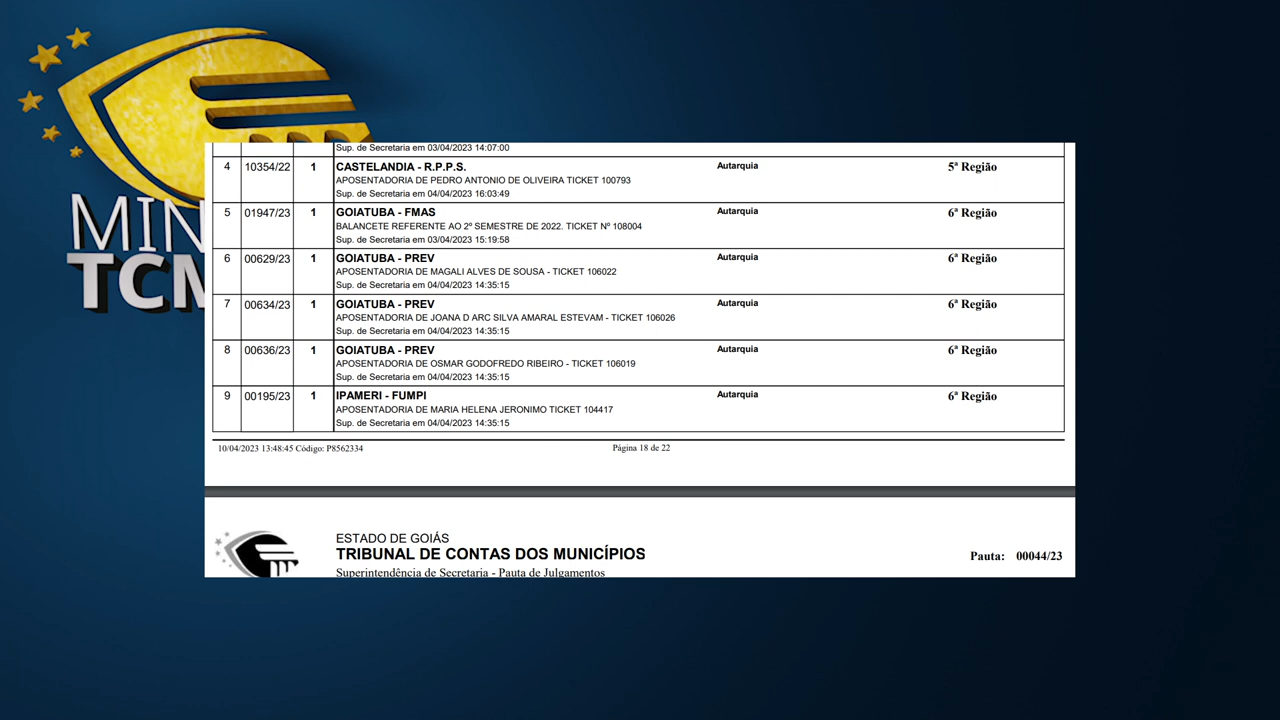 MIN
TCM
Sup. de Secretaria em 03/04/2023 14:07:00
4 10354/22 1 CASTELANDIA - R.P.P.S. Autarquia 5ª Região
APOSENTADORIA DE PEDRO ANTONIO DE OLIVEIRA TICKET 100793
Sup. de Secretaria em 04/04/2023 16:03:49
5 01947/23 1 GOIATUBA - FMAS Autarquia 6ª Região
BALANCETE REFERENTE AO 2º SEMESTRE DE 2022. TICKET Nº 108004
Sup. de Secretaria em 03/04/2023 15:19:58
6 00629/23 1 GOIATUBA - PREV Autarquia 6ª Região
APOSENTADORIA DE MAGALI ALVES DE SOUSA - TICKET 106022
Sup. de Secretaria em 04/04/2023 14:35:15
7 00634/23 1 GOIATUBA - PREV Autarquia 6ª Região
APOSENTADORIA DE JOANA D ARC SILVA AMARAL ESTEVAM - TICKET 106026
Sup. de Secretaria em 04/04/2023 14:35:15
8 00636/23 1 GOIATUBA - PREV Autarquia 6ª Região
APOSENTADORIA DE OSMAR GODOFREDO RIBEIRO - TICKET 106019
Sup. de Secretaria em 04/04/2023 14:35:15
9 00195/23 1 IPAMERI - FUMPI Autarquia 6ª Região
APOSENTADORIA DE MARIA HELENA JERONIMO TICKET 104417
Sup. de Secretaria em 04/04/2023 14:35:15
10/04/2023 13:48:45 Código: P8562334 Página 18 de 22
ESTADO DE GOIÁS
TRIBUNAL DE CONTAS DOS MUNICÍPIOS Pauta: 00044/23
Superintendência de Secretaria - Pauta de Julgamentos